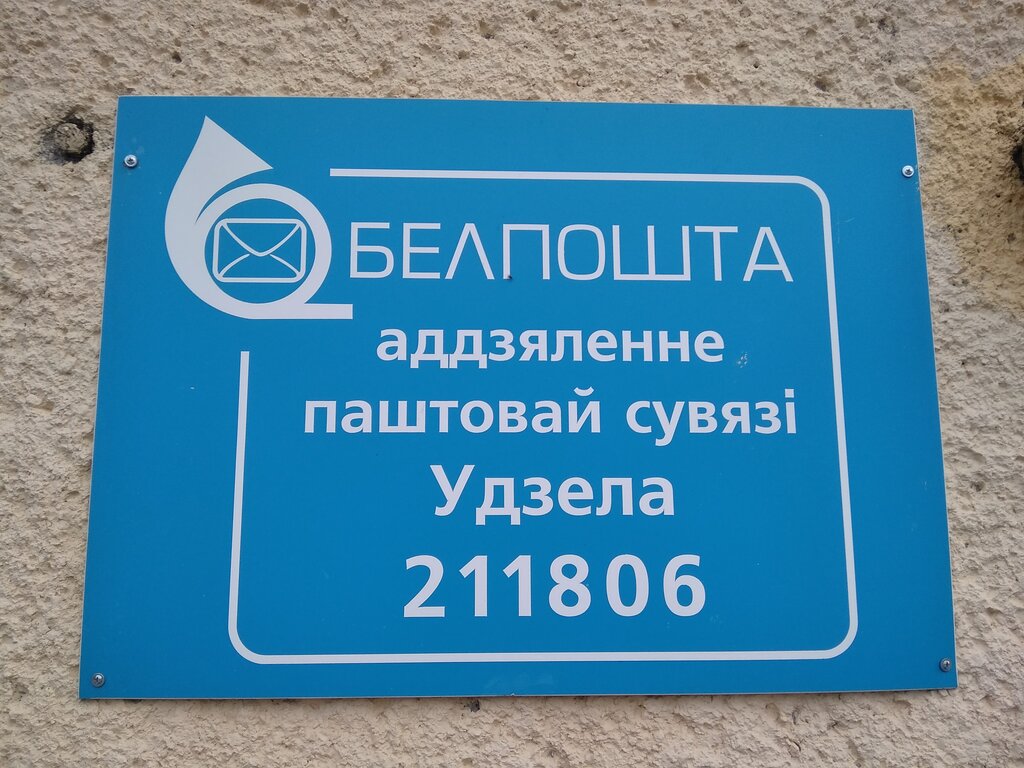 БЕЛПОШТА
аддзяленне
паштовай сувязі
Удзела
211806